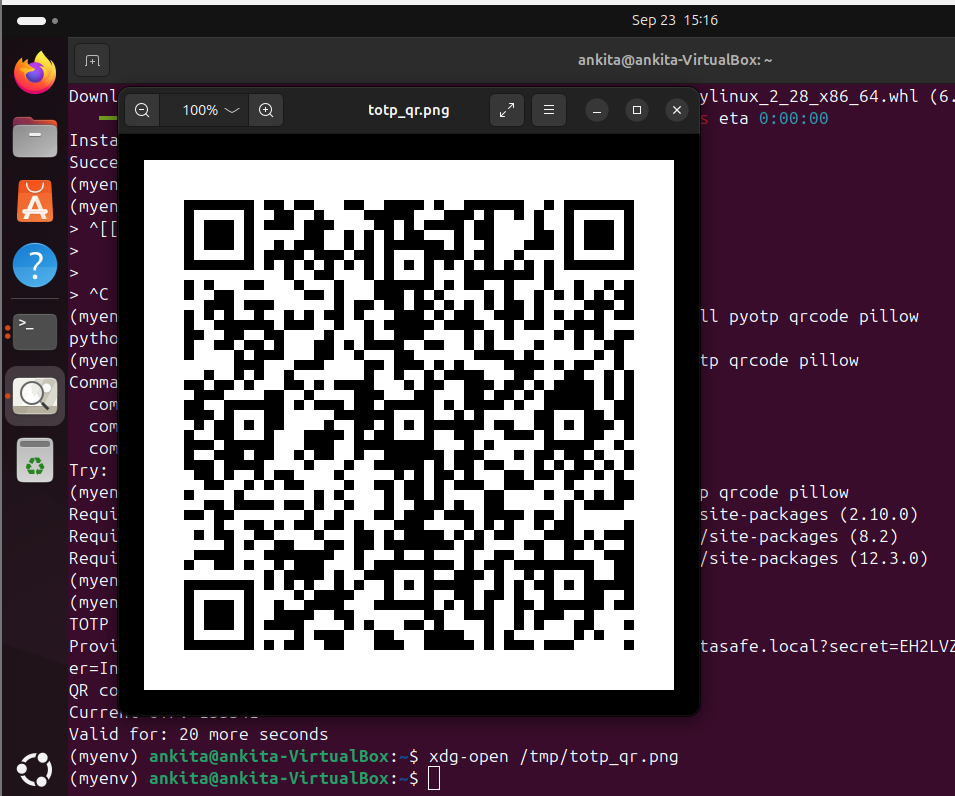 Sep 23 15:16
ankita@ankita-VirtualBox: ~
100%
totp_qr.png
Downl
ylinux_2_28_x86_64.whl (6.
s eta 0:00:00
Insta
Succe
(myen
(myen
> ^[[
>
>
> ^C
(myen
ll pyotp qrcode pillow
pytho
(myen
tp qrcode pillow
Comma
com
com
com
Try:
(myen
p qrcode pillow
Requi
site-packages (2.10.0)
Requi
/site-packages (8.2)
Requi
/site-packages (12.3.0)
(myen
(myen
TOTP
Provi
tasafe.local?secret=EH2LVZ
er=In
QR co
Curre
Valid for: 20 more seconds
(myenv) ankita@ankita-VirtualBox:~$ xdg-open /tmp/totp_qr.png
(myenv) ankita@ankita-VirtualBox:~$